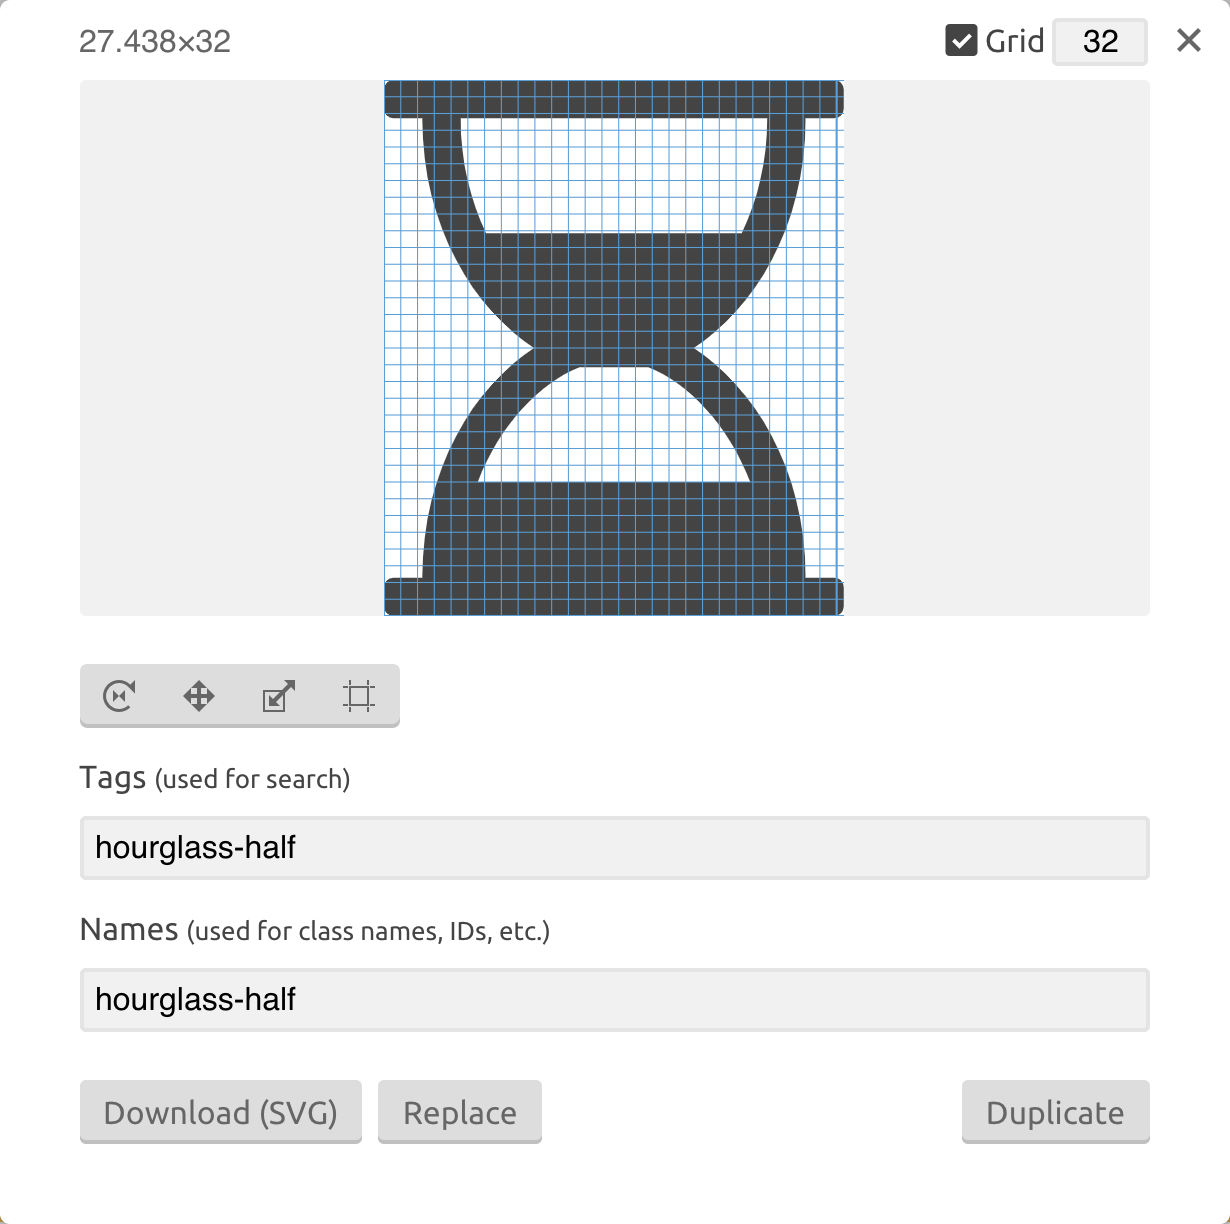 27.438×32
Grid 32
Tags (used for search)
hourglass-half
Names (used for class names, IDs, etc.)
hourglass-half
Download (SVG) Replace Duplicate